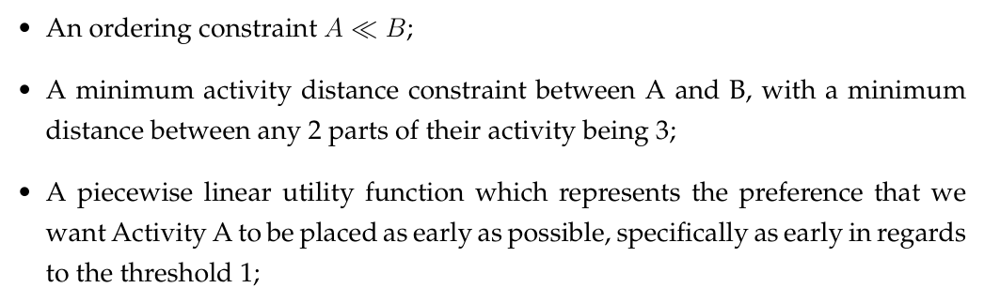 • An ordering constraint A ≪ B;
• A minimum activity distance constraint between A and B, with a minimum
distance between any 2 parts of their activity being 3;
• A piecewise linear utility function which represents the preference that we
want Activity A to be placed as early as possible, specifically as early in regards
to the threshold 1;